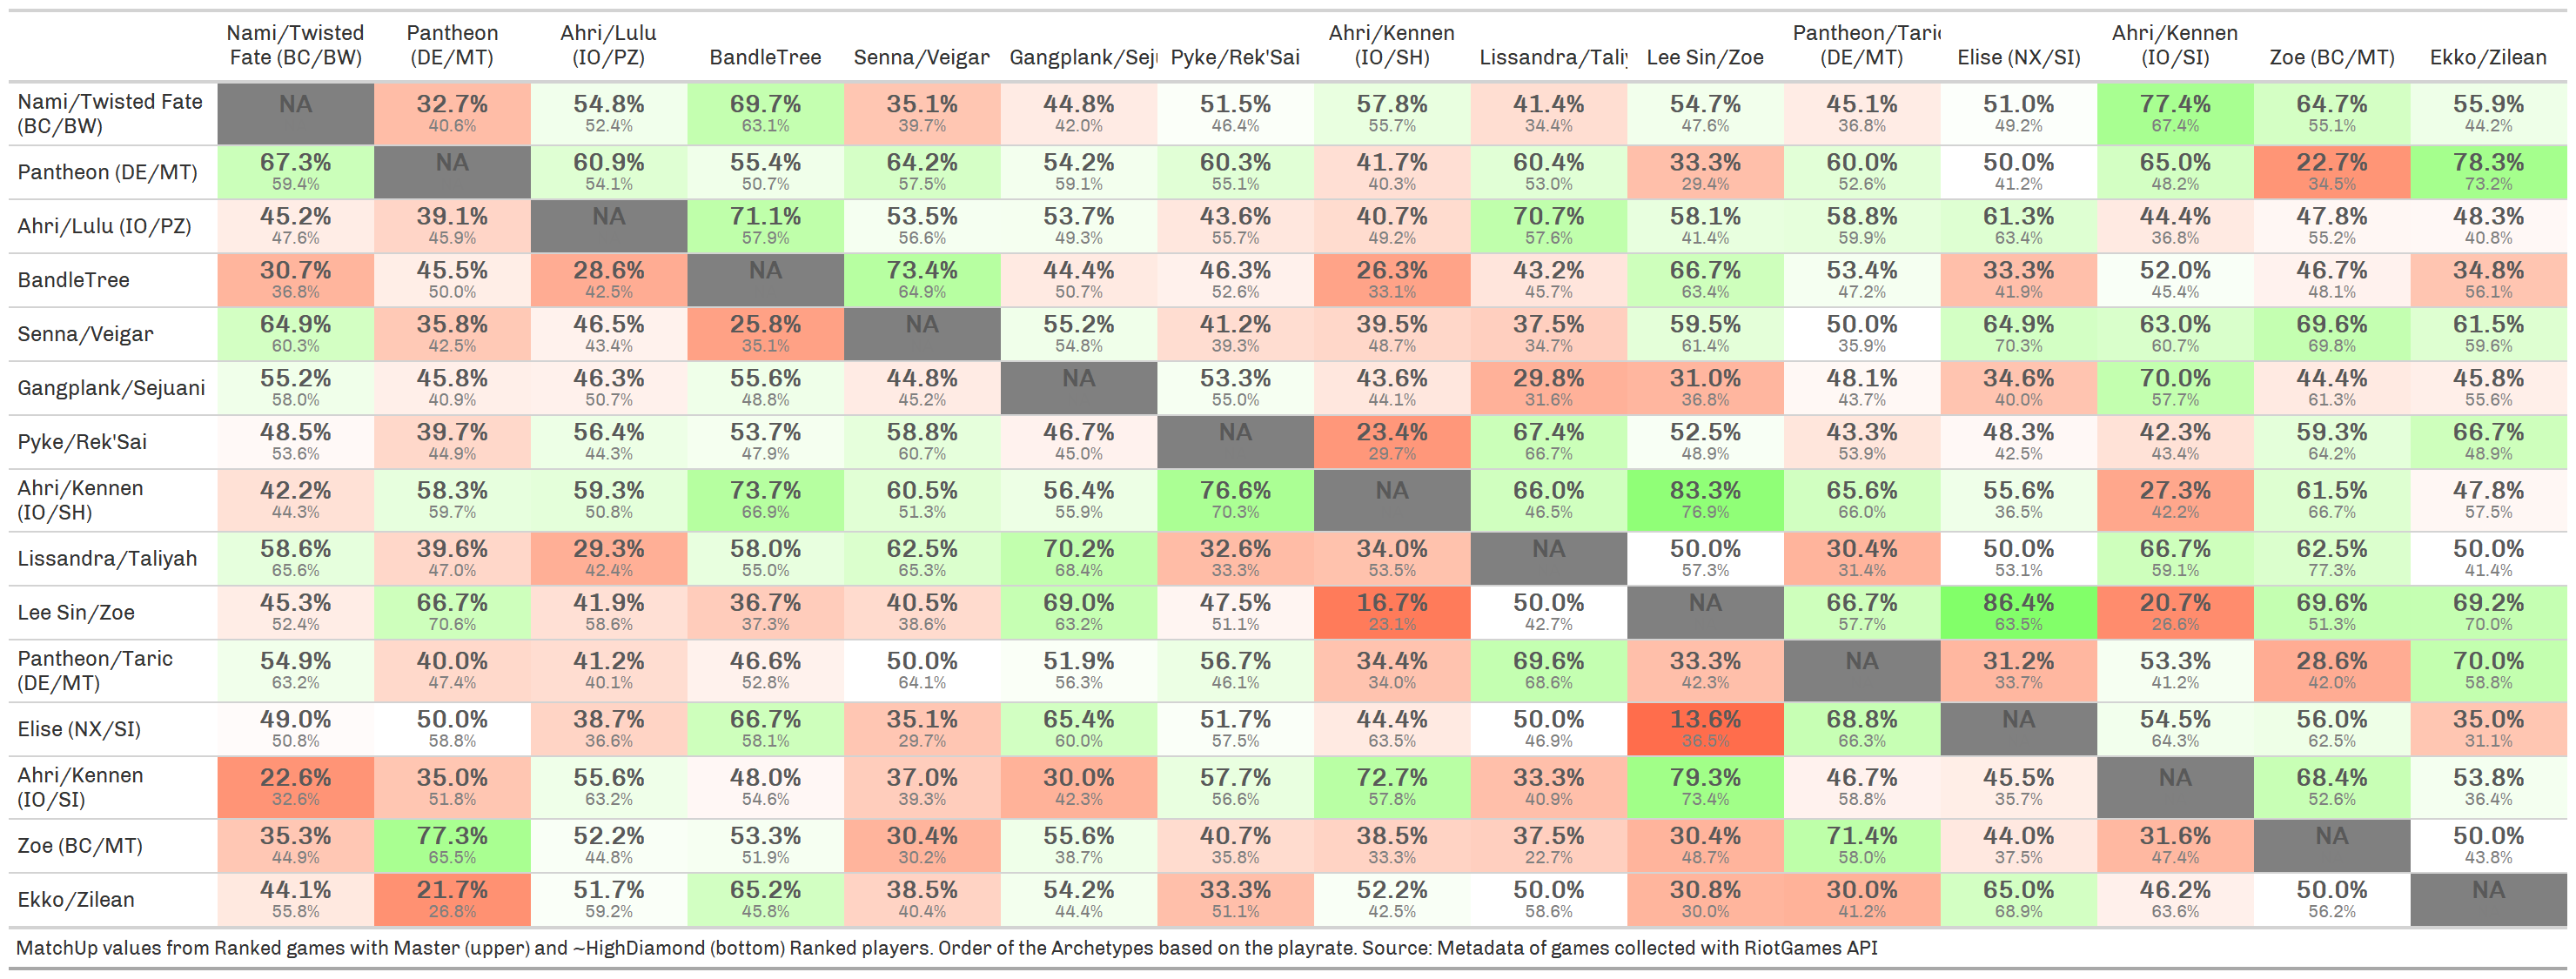 Nami/Twisted Fate (BC/BW) Pantheon (DE/MT) Ahri/Lulu (IO/PZ) BandleTree Senna/Veigar Gangplank/Seju Pyke/Rek'Sai Ahri/Kennen (IO/SH) Lissandra/Taliy Lee Sin/Zoe Pantheon/Taric (DE/MT) Elise (NX/SI) Ahri/Kennen (IO/SI) Zoe (BC/MT) Ekko/Zilean
Nami/Twisted Fate (BC/BW) NA 32.7% 54.8% 69.7% 35.1% 44.8% 51.5% 57.8% 41.4% 54.7% 45.1% 51.0% 77.4% 64.7% 55.9%
40.6% 52.4% 63.1% 39.7% 42.0% 46.4% 55.7% 34.4% 47.6% 36.8% 49.2% 67.4% 55.1% 44.2%
Pantheon (DE/MT) 67.3% NA 60.9% 55.4% 64.2% 54.2% 60.3% 41.7% 60.4% 33.3% 60.0% 50.0% 65.0% 22.7% 78.3%
59.4% 54.1% 50.7% 57.5% 59.1% 55.1% 40.3% 53.0% 29.4% 52.6% 41.2% 48.2% 34.5% 73.2%
Ahri/Lulu (IO/PZ) 45.2% 39.1% NA 71.1% 53.5% 53.7% 43.6% 40.7% 70.7% 58.1% 58.8% 61.3% 44.4% 47.8% 48.3%
47.6% 45.9% 57.9% 56.6% 49.3% 55.7% 49.2% 57.6% 41.4% 59.9% 63.4% 36.8% 55.2% 40.8%
BandleTree 30.7% 45.5% 28.6% NA 73.4% 44.4% 46.3% 26.3% 43.2% 66.7% 53.4% 33.3% 52.0% 46.7% 34.8%
36.8% 50.0% 42.5% 64.9% 50.7% 52.6% 33.1% 45.7% 63.4% 47.2% 41.9% 45.4% 48.1% 56.1%
Senna/Veigar 64.9% 35.8% 46.5% 25.8% NA 55.2% 41.2% 39.5% 37.5% 59.5% 50.0% 64.9% 63.0% 69.6% 61.5%
60.3% 42.5% 43.4% 35.1% 54.8% 39.3% 48.7% 34.7% 61.4% 35.9% 70.3% 60.7% 69.8% 59.6%
Gangplank/Sejuani 55.2% 45.8% 46.3% 55.6% 44.8% NA 53.3% 43.6% 29.8% 31.0% 48.1% 34.6% 70.0% 44.4% 45.8%
58.0% 40.9% 50.7% 48.8% 45.2% 55.0% 44.1% 31.6% 36.8% 43.7% 40.0% 57.7% 61.3% 55.6%
Pyke/Rek'Sai 48.5% 39.7% 56.4% 53.7% 58.8% 46.7% NA 23.4% 67.4% 52.5% 43.3% 48.3% 42.3% 59.3% 66.7%
53.6% 44.9% 44.3% 47.9% 60.7% 45.0% 29.7% 66.7% 48.9% 53.9% 42.5% 43.4% 64.2% 48.9%
Ahri/Kennen (IO/SH) 42.2% 58.3% 59.3% 73.7% 60.5% 56.4% 76.6% NA 66.0% 83.3% 65.6% 55.6% 27.3% 61.5% 47.8%
44.3% 59.7% 50.8% 66.9% 51.3% 55.9% 70.3% 46.5% 76.9% 66.0% 36.5% 42.2% 66.7% 57.5%
Lissandra/Taliyah 58.6% 39.6% 29.3% 58.0% 62.5% 70.2% 32.6% 34.0% NA 50.0% 30.4% 50.0% 66.7% 62.5% 50.0%
65.6% 47.0% 42.4% 55.0% 65.3% 68.4% 33.3% 53.5% 57.3% 31.4% 53.1% 59.1% 77.3% 41.4%
Lee Sin/Zoe 45.3% 66.7% 41.9% 36.7% 40.5% 69.0% 47.5% 16.7% 50.0% NA 66.7% 86.4% 20.7% 69.6% 69.2%
52.4% 70.6% 58.6% 37.3% 38.6% 63.2% 51.1% 23.1% 42.7% 57.7% 63.5% 26.6% 51.3% 70.0%
Pantheon/Taric (DE/MT) 54.9% 40.0% 41.2% 46.6% 50.0% 51.9% 56.7% 34.4% 69.6% 33.3% NA 31.2% 53.3% 28.6% 70.0%
63.2% 47.4% 40.1% 52.8% 64.1% 56.3% 46.1% 34.0% 68.6% 42.3% 33.7% 41.2% 42.0% 58.8%
Elise (NX/SI) 49.0% 50.0% 38.7% 66.7% 35.1% 65.4% 51.7% 44.4% 50.0% 13.6% 68.8% NA 54.5% 56.0% 35.0%
50.8% 58.8% 36.6% 58.1% 29.7% 60.0% 57.5% 63.5% 46.9% 36.5% 66.3% 64.3% 62.5% 31.1%
Ahri/Kennen (IO/SI) 22.6% 35.0% 55.6% 48.0% 37.0% 30.0% 57.7% 72.7% 33.3% 79.3% 46.7% 45.5% NA 68.4% 53.8%
32.6% 51.8% 63.2% 54.6% 39.3% 42.3% 56.6% 57.8% 40.9% 73.4% 58.8% 35.7% 52.6% 36.4%
Zoe (BC/MT) 35.3% 77.3% 52.2% 53.3% 30.4% 55.6% 40.7% 38.5% 37.5% 30.4% 71.4% 44.0% 31.6% NA 50.0%
44.9% 65.5% 44.8% 51.9% 30.2% 38.7% 35.8% 33.3% 22.7% 48.7% 58.0% 37.5% 47.4% 43.8%
Ekko/Zilean 44.1% 21.7% 51.7% 65.2% 38.5% 54.2% 33.3% 52.2% 50.0% 30.8% 30.0% 65.0% 46.2% 50.0% NA
55.8% 26.8% 59.2% 45.8% 40.4% 44.4% 51.1% 42.5% 58.6% 30.0% 41.2% 68.9% 63.6% 56.2%
MatchUp values from Ranked games with Master (upper) and ~HighDiamond (bottom) Ranked players. Order of the Archetypes based on the playrate. Source: Metadata of games collected with RiotGames API